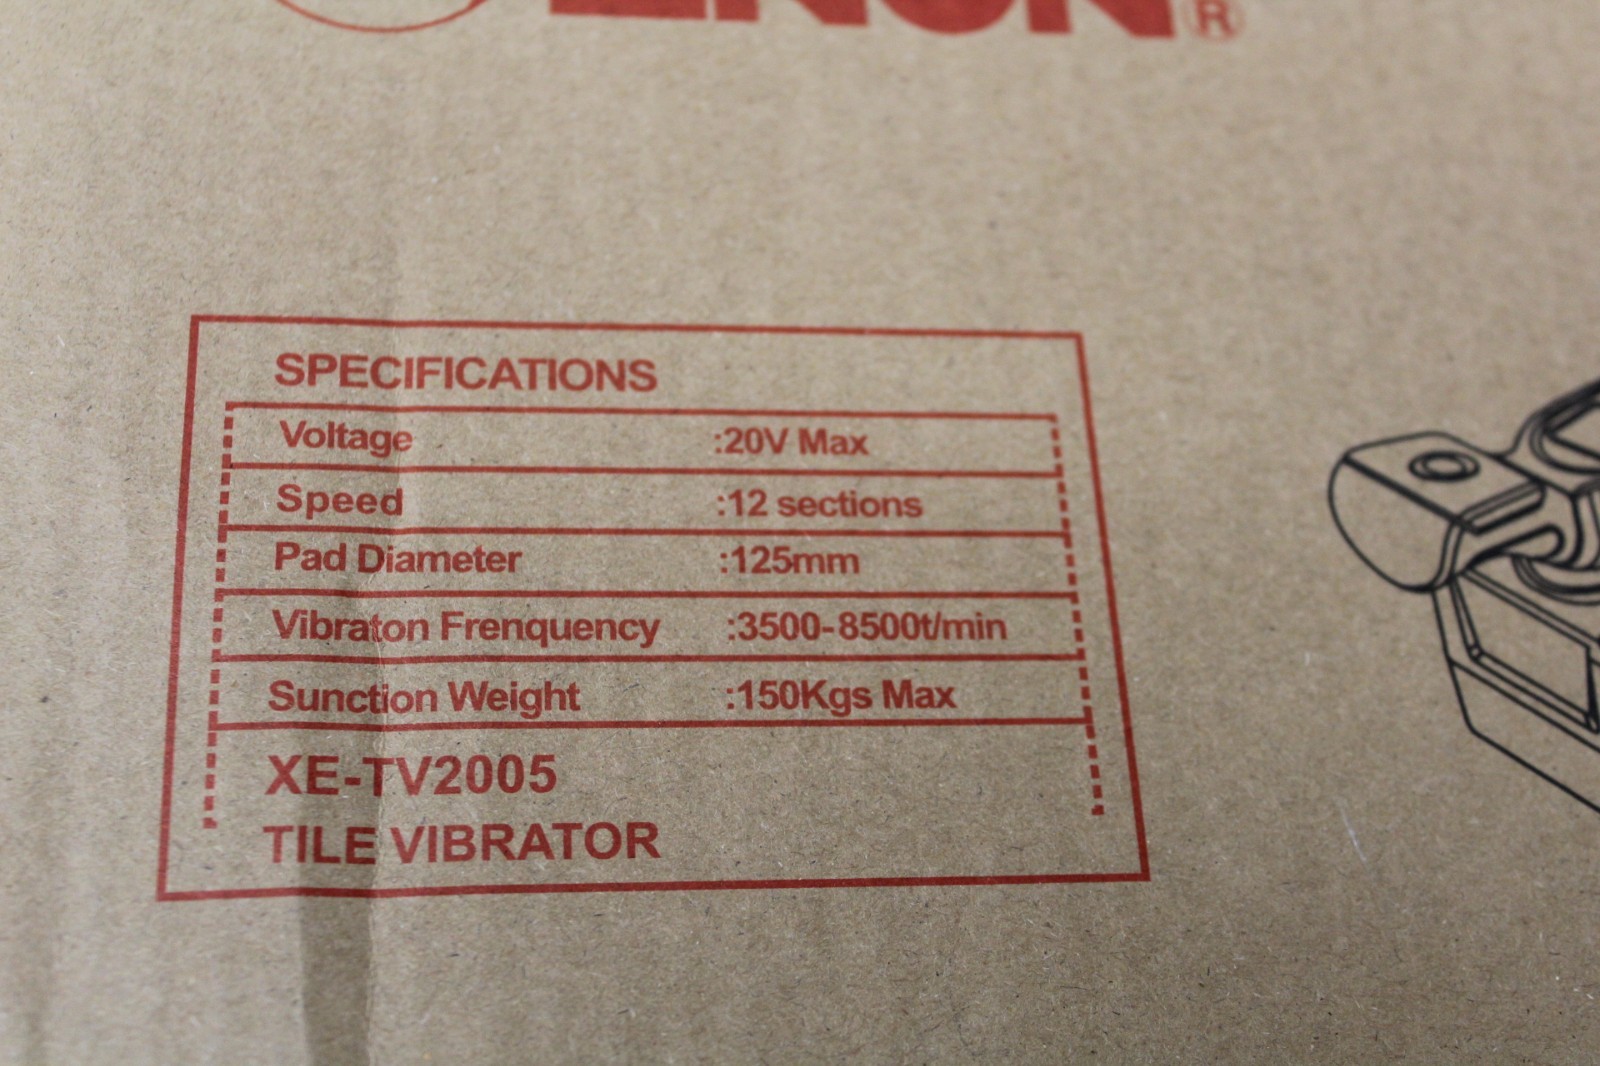 ®
SPECIFICATIONS
Voltage :20V Max
Speed :12 sections
Pad Diameter :125mm
Vibraton Frenquency :3500-8500t/min
Sunction Weight :150Kgs Max
XE-TV2005
TILE VIBRATOR